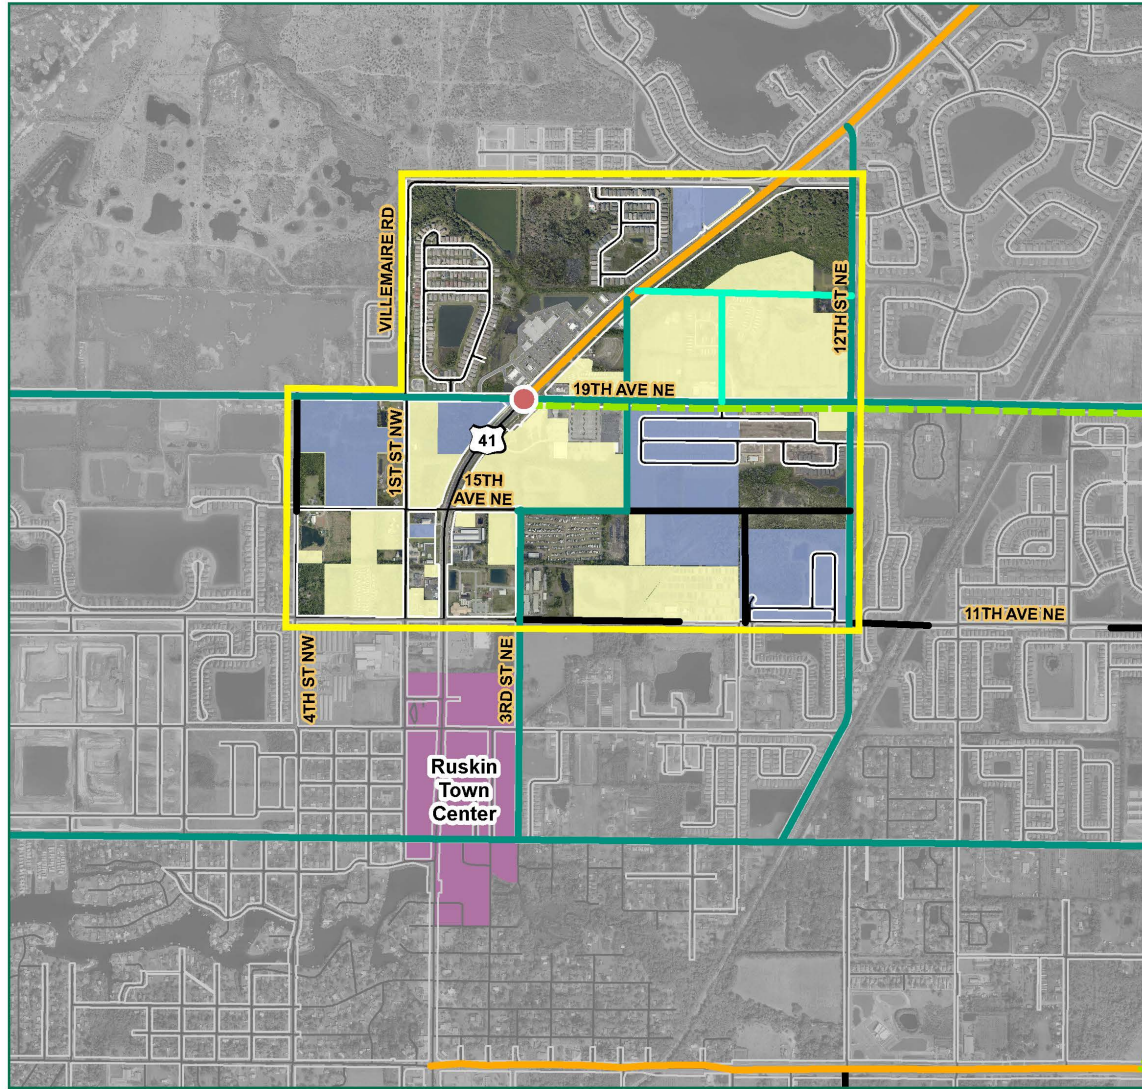 VILLEMAIRE RD
12TH ST NE
19TH AVE NE
1ST ST NW
41
15TH
AVE NE
11TH AVE NE
4TH ST NW
3RD ST NE
Ruskin
Town
Center